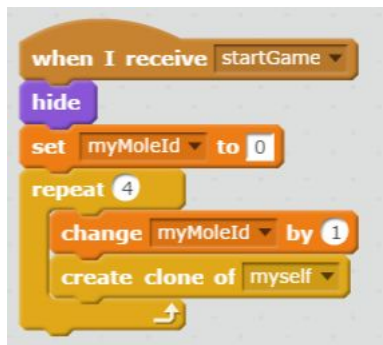 when I receive startGame
hide
set myMoleId to 0
repeat 4
change myMoleId by 1
create clone of myself